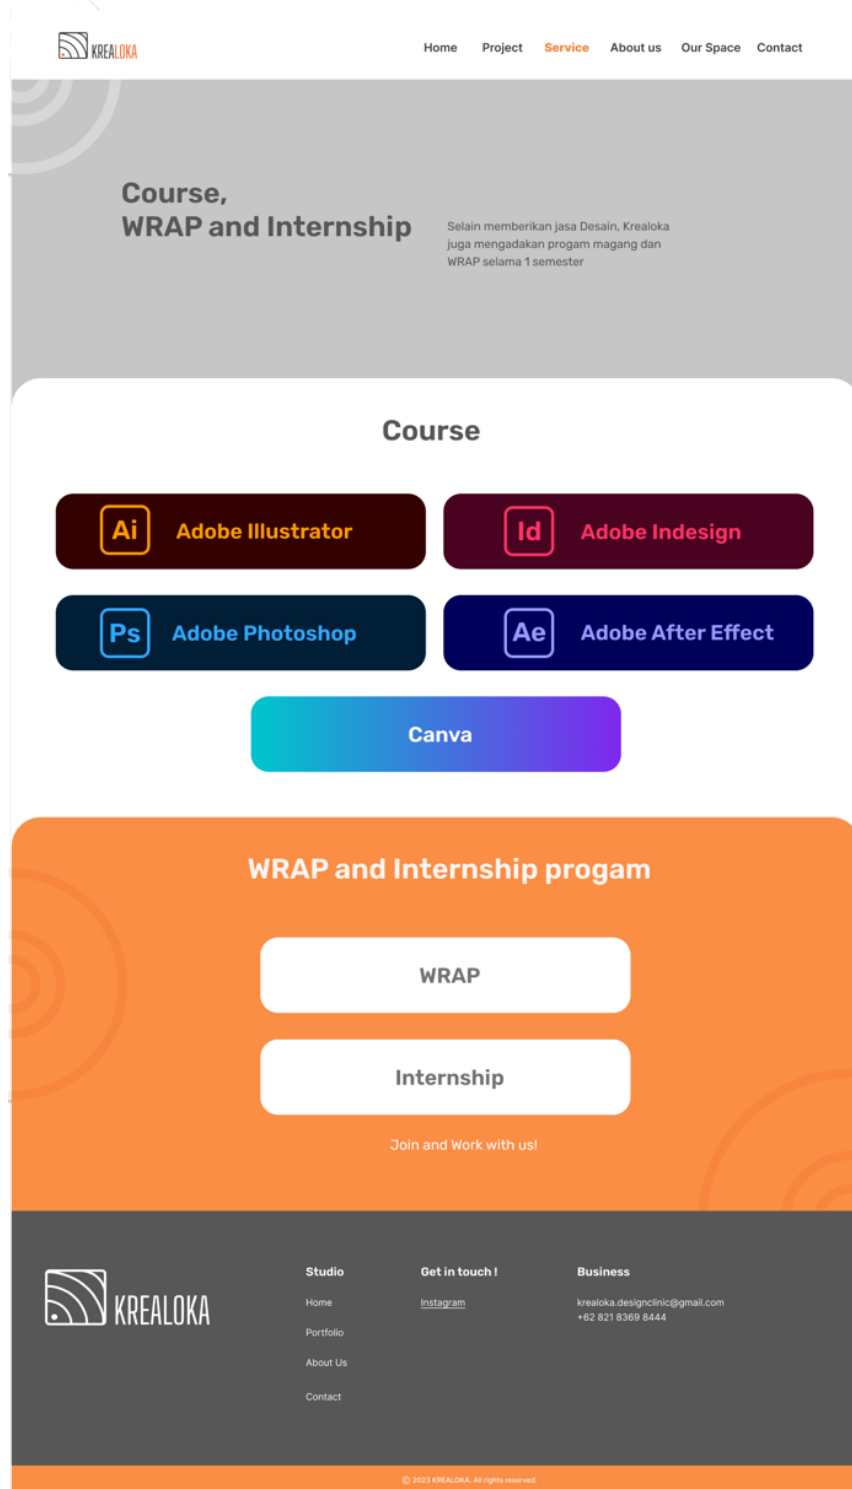 KREALOKA
Home Project Service About us Our Space Contact
Course,
WRAP and Internship
Selain memberikan jasa Desain, Krealoka
juga mengadakan progam magang dan
WRAP selama 1 semester
Course
Ai Adobe Illustrator
Id Adobe Indesign
Ps Adobe Photoshop
Ae Adobe After Effect
Canva
WRAP and Internship progam
WRAP
Internship
Join and Work with us!
KREALOKA
Studio
Home
Portfolio
About Us
Contact
Get in touch !
Instagram
Business
krealoka.designclinic@gmail.com
+62 821 8369 8444
© 2023 KREALOKA. All rights reserved.